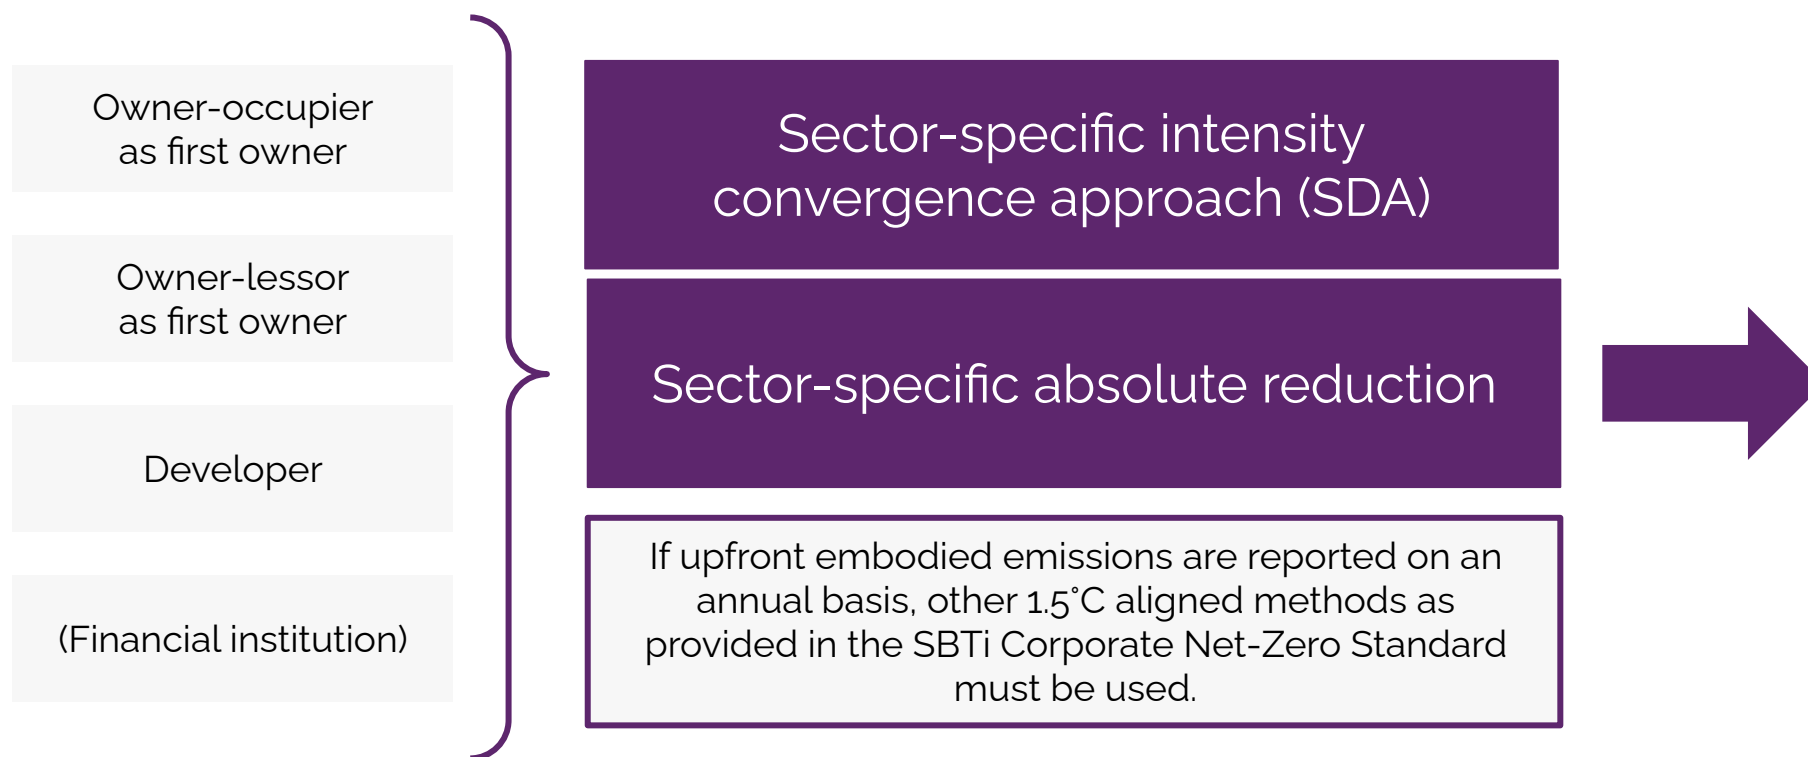 Owner-occupier
as first owner
Owner-lessor
as first owner
Developer
(Financial institution)
Sector-specific intensity
convergence approach (SDA)
Sector-specific absolute reduction
If upfront embodied emissions are reported on an
annual basis, other 1.5°C aligned methods as
provided in the SBTi Corporate Net-Zero Standard
must be used.